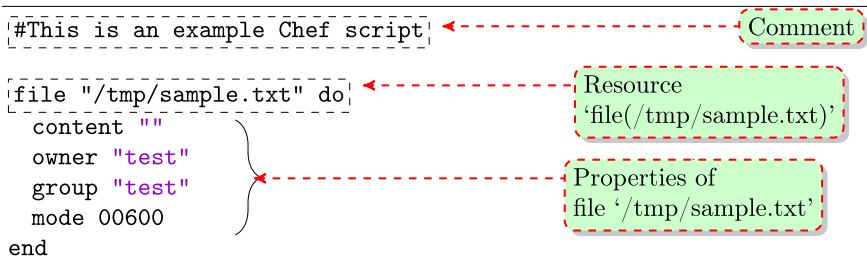 #This is an example Chef script
Comment
file "/tmp/sample.txt" do
Resource
‘file(/tmp/sample.txt)’
content ""
owner "test"
group "test"
mode 00600
Properties of
file ‘/tmp/sample.txt’
end